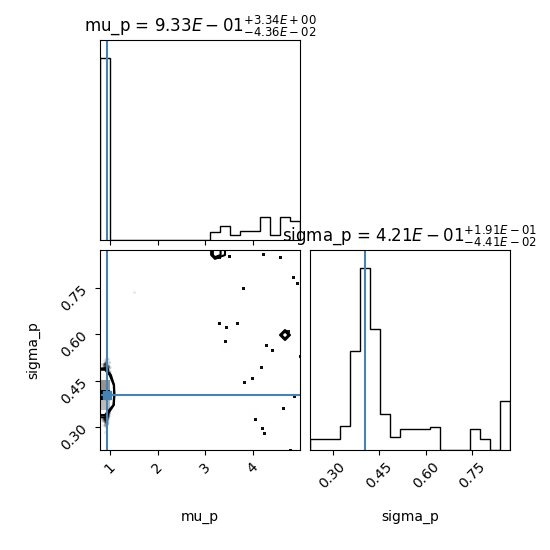 mu_p = 9.33E − 01+3.34E+00−4.36E−02
sigma_p = 4.21E − 01+1.91E−01−4.41E−02
0.75
0.60
0.45
0.30
sigma_p
1 2 3 4
0.30 0.45 0.60 0.75
mu_p sigma_p